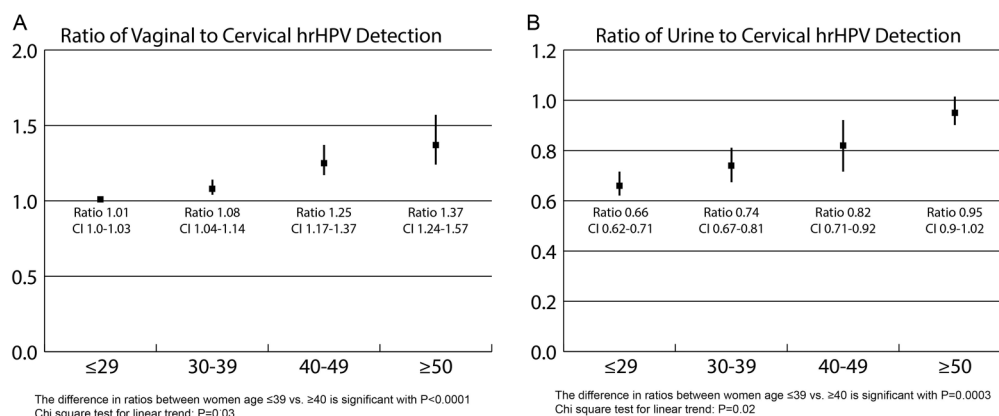 A
Ratio of Vaginal to Cervical hrHPV Detection
2.0
1.5
1.0
0.5
0.0
Ratio 1.01
CI 1.0-1.03
Ratio 1.08
CI 1.04-1.14
Ratio 1.25
CI 1.17-1.37
Ratio 1.37
CI 1.24-1.57
≤29
30-39
40-49
≥50
The difference in ratios between women age ≤39 vs. ≥40 is significant with P<0.0001
Chi square test for linear trend: P=0.03
B
Ratio of Urine to Cervical hrHPV Detection
1.2
1.0
0.8
0.6
0.4
0.2
0.0
Ratio 0.66
CI 0.62-0.71
Ratio 0.74
CI 0.67-0.81
Ratio 0.82
CI 0.71-0.92
Ratio 0.95
CI 0.9-1.02
≤29
30-39
40-49
≥50
The difference in ratios between women age ≤39 vs. ≥40 is significant with P=0.0003
Chi square test for linear trend: P=0.02